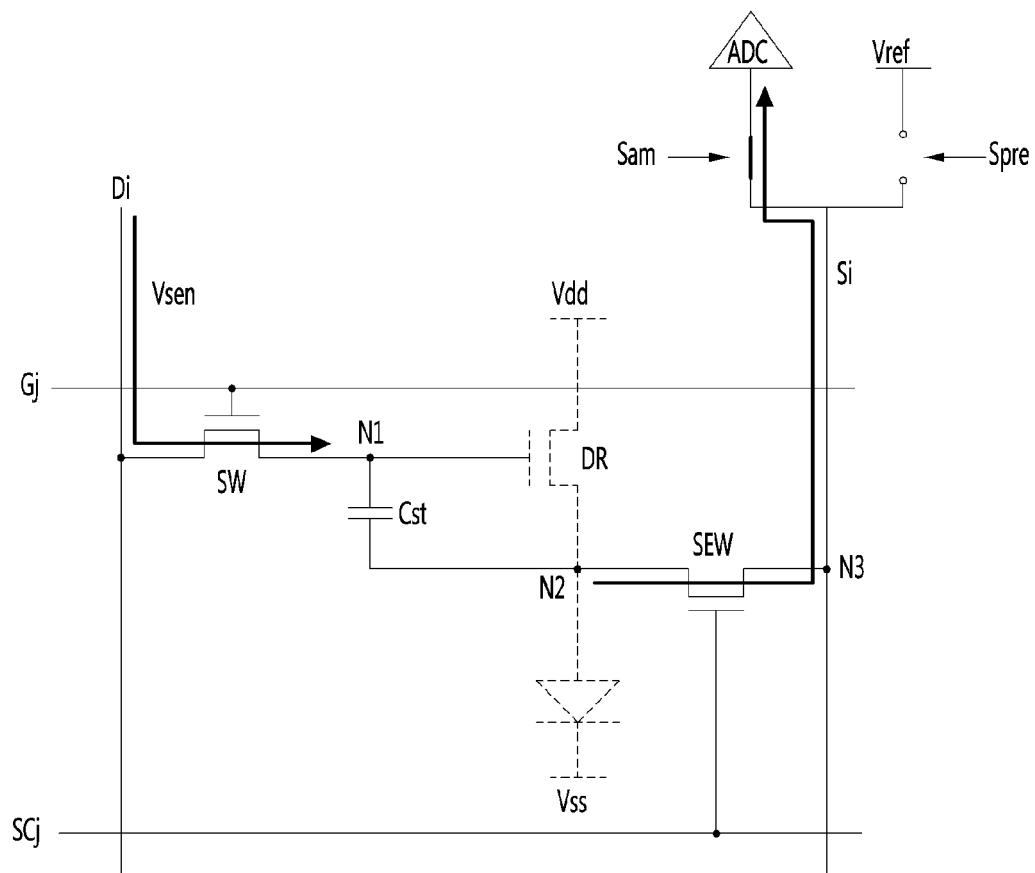 ADC
Vref
Sam
Spre
Di
Vsen
Si
Vdd
Gj
N1
DR
SW
Cst
SEW
N2
N3
Vss
SCj